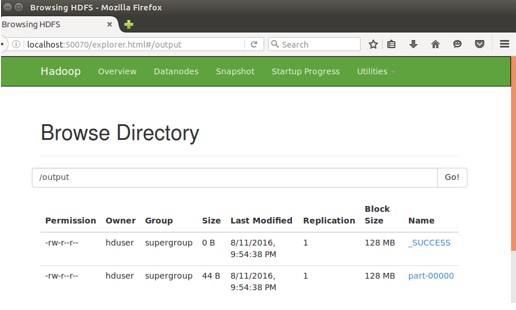 Browsing HDFS - Mozilla Firefox
Browsing HDFS
localhost:50070/explorer.html#/output
Search
Hadoop Overview Datanodes Snapshot Startup Progress Utilities
Browse Directory
/output Go!
Permission Owner Group Size Last Modified Replication Block Size Name
-rw-r--r-- hduser supergroup 0 B 8/11/2016, 9:54:38 PM 1 128 MB _SUCCESS
-rw-r--r-- hduser supergroup 44 B 8/11/2016, 9:54:38 PM 1 128 MB part-00000